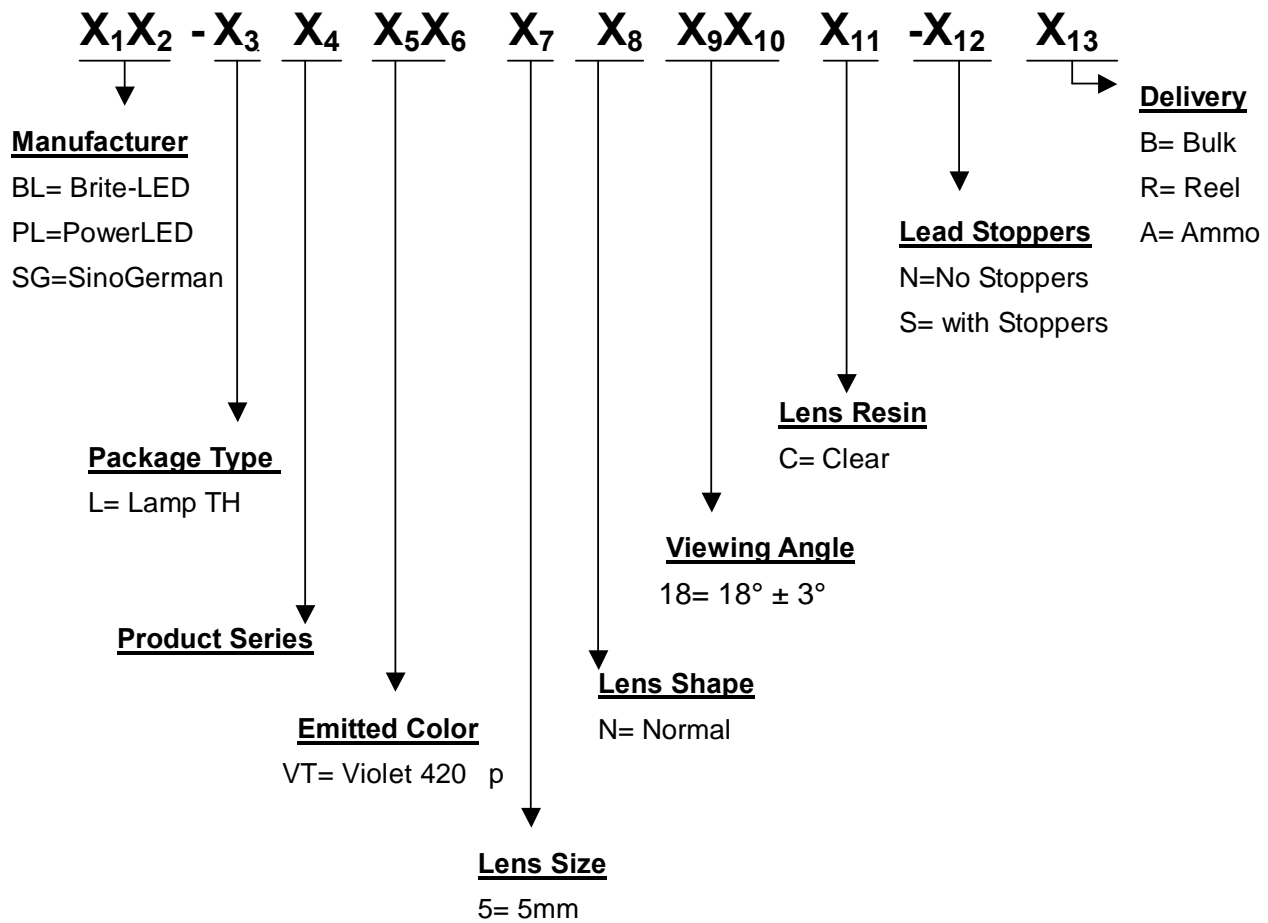 X₁X₂ - X₃ X₄ X₅X₆ X₇ X₈ X₉X₁₀ X₁₁ -X₁₂ X₁₃
Manufacturer
BL= Brite-LED
PL=PowerLED
SG=SinoGerman
Package Type
L= Lamp TH
Product Series
Emitted Color
VT= Violet 420 p
Lens Size
5= 5mm
Lens Shape
N= Normal
Viewing Angle
18= 18° ± 3°
Lens Resin
C= Clear
Lead Stoppers
N=No Stoppers
S= with Stoppers
Delivery
B= Bulk
R= Reel
A= Ammo